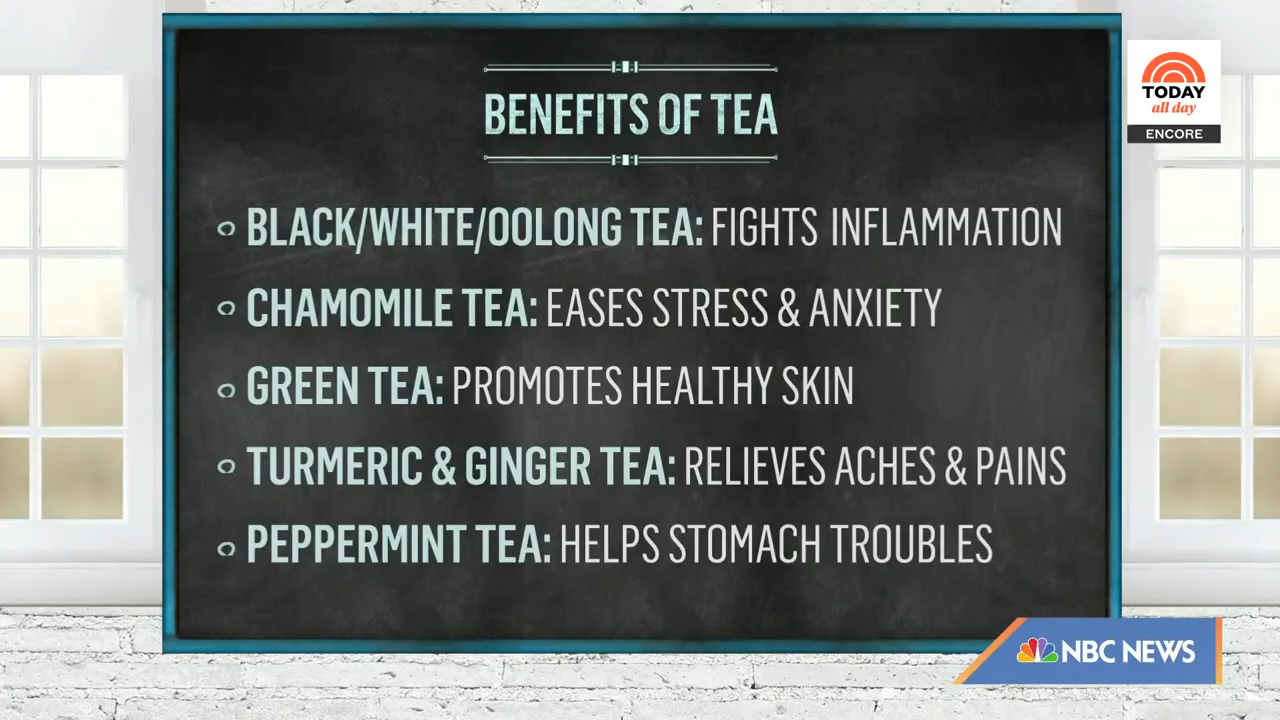 BENEFITS OF TEA
BLACK/WHITE/OOLONG TEA: FIGHTS INFLAMMATION
CHAMOMILE TEA: EASES STRESS & ANXIETY
GREEN TEA: PROMOTES HEALTHY SKIN
TURMERIC & GINGER TEA: RELIEVES ACHES & PAINS
PEPPERMINT TEA: HELPS STOMACH TROUBLES
TODAY
all day
ENCORE
NBC NEWS